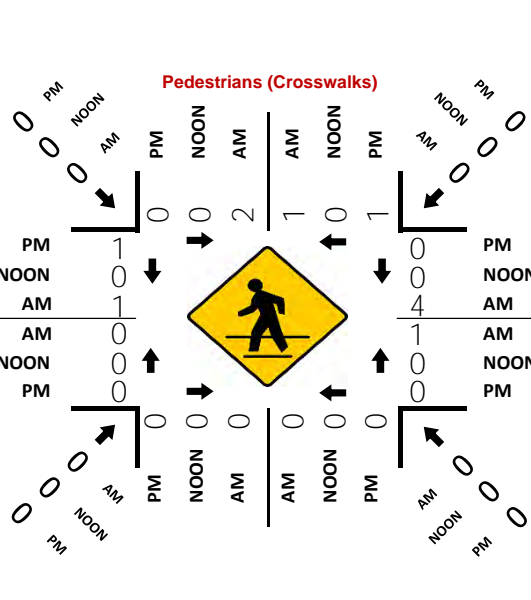 Pedestrians (Crosswalks)
PM NOON AM
0 0 0
PM NOON AM AM NOON PM
0 0 2 1 0 1
PM NOON AM
0 0 0
PM 1 0 PM
NOON 0 0 NOON
AM 1 4 AM
AM 0 1 AM
NOON 0 0 NOON
PM 0 0 PM
0 0 0
AM NOON PM
0 0 0 0 0 0
PM NOON AM AM NOON PM
0 0 0
AM NOON PM